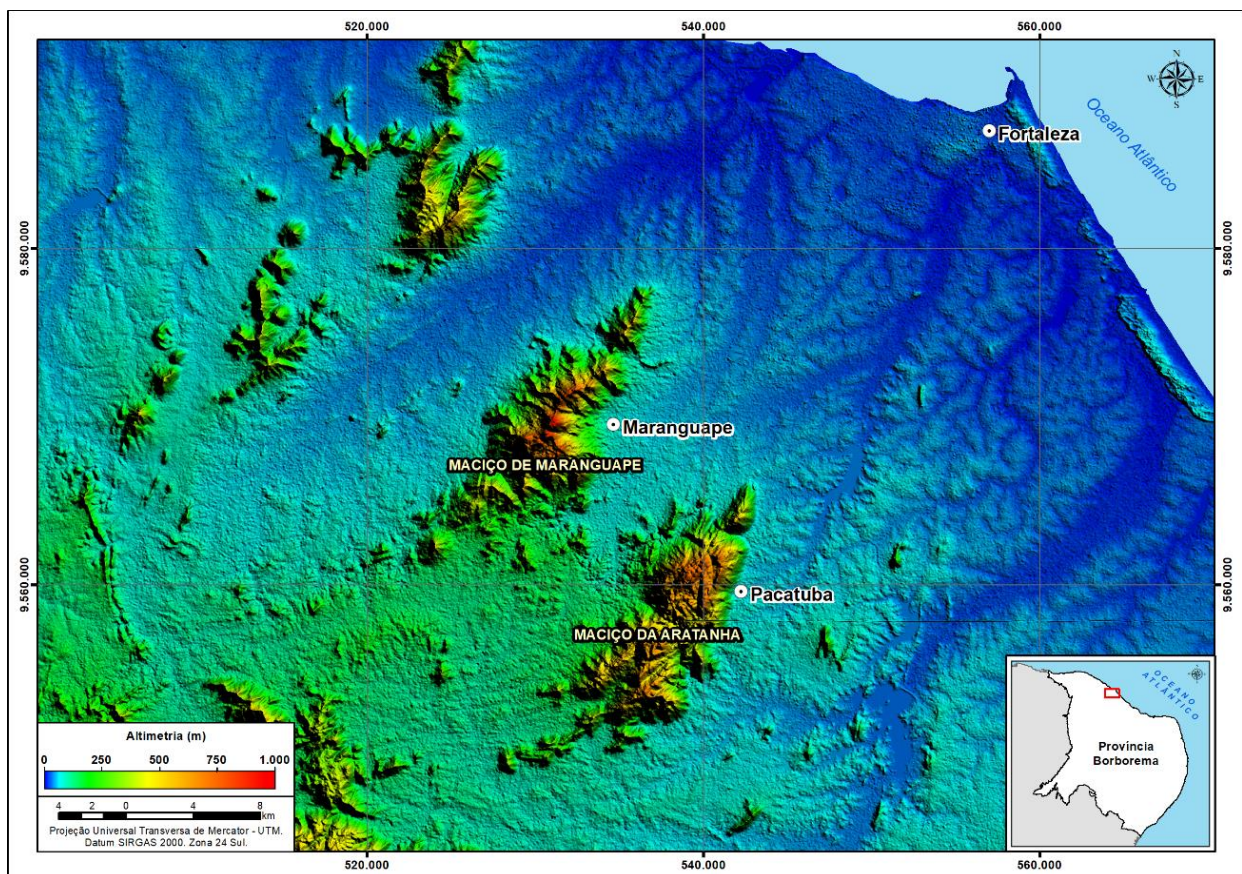 520.000
540.000
560.000
N
W E
S
Oceano Atlântico
Fortaleza
9.580.000
9.580.000
Maranguape
MACIÇO DE MARANGUAPE
9.560.000
9.560.000
Pacatuba
MACIÇO DA ARATANHA
Altimetria (m)
0 250 500 750 1.000
4 2 0 4 8
km
Projeção Universal Transversa de Mercator - UTM.
Datum SIRGAS 2000. Zona 24 Sul.
OCEANO
ATLÂNTICO
Província
Borborema
520.000
540.000
560.000